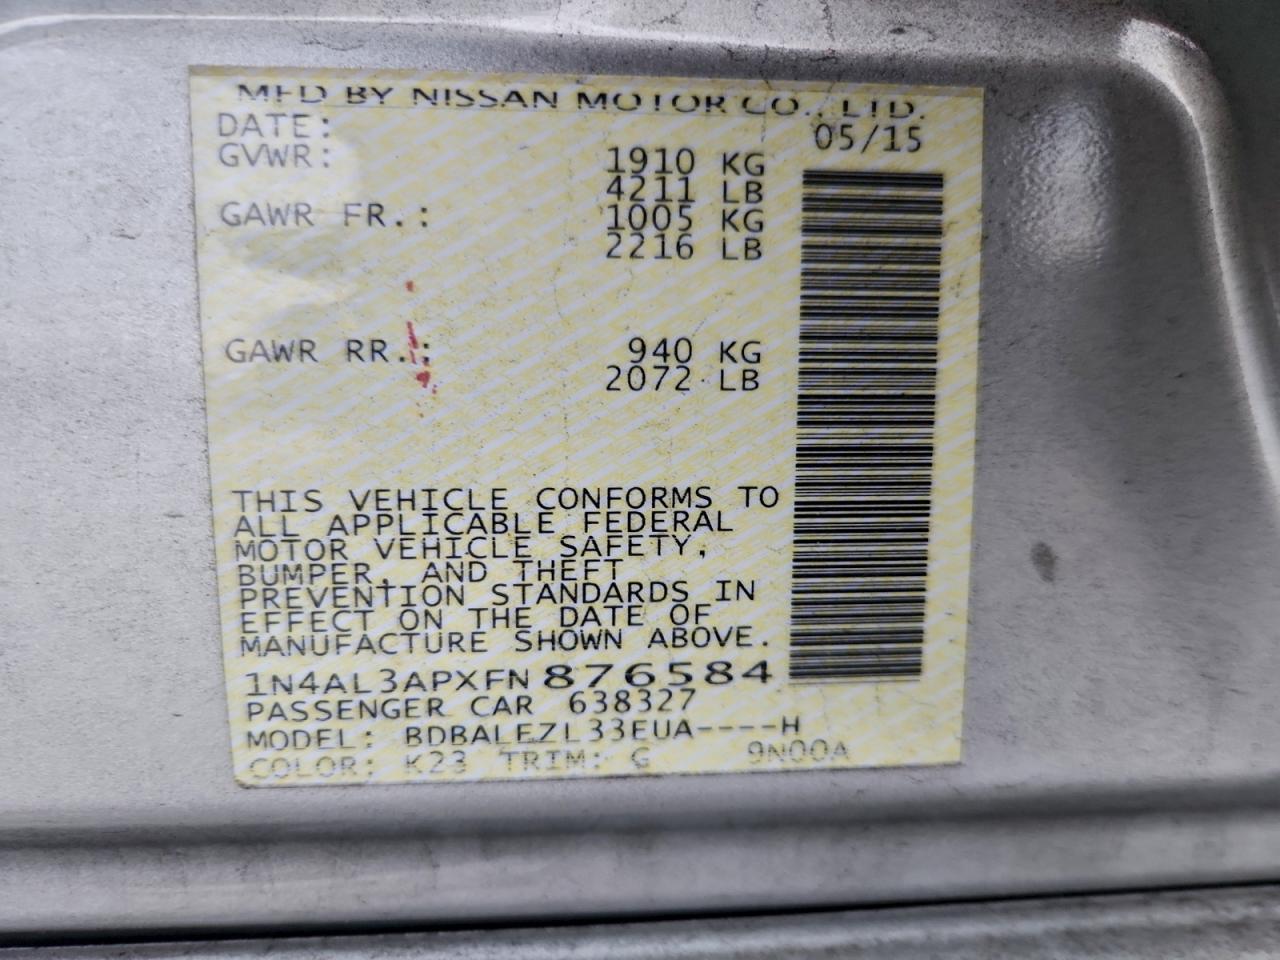 MFD BY NISSAN MOTOR CO., LTD.
DATE: 05/15
GVWR: 1910 KG
4211 LB
GAWR FR.: 1005 KG
2216 LB
GAWR RR.: 940 KG
2072 LB
THIS VEHICLE CONFORMS TO
ALL APPLICABLE FEDERAL
MOTOR VEHICLE SAFETY,
BUMPER, AND THEFT
PREVENTION STANDARDS IN
EFFECT ON THE DATE OF
MANUFACTURE SHOWN ABOVE.
1N4AL3APXFN876584
PASSENGER CAR 638327
MODEL: BDBALEZL33EUA----H
COLOR: K23 TRIM: G 9N00A